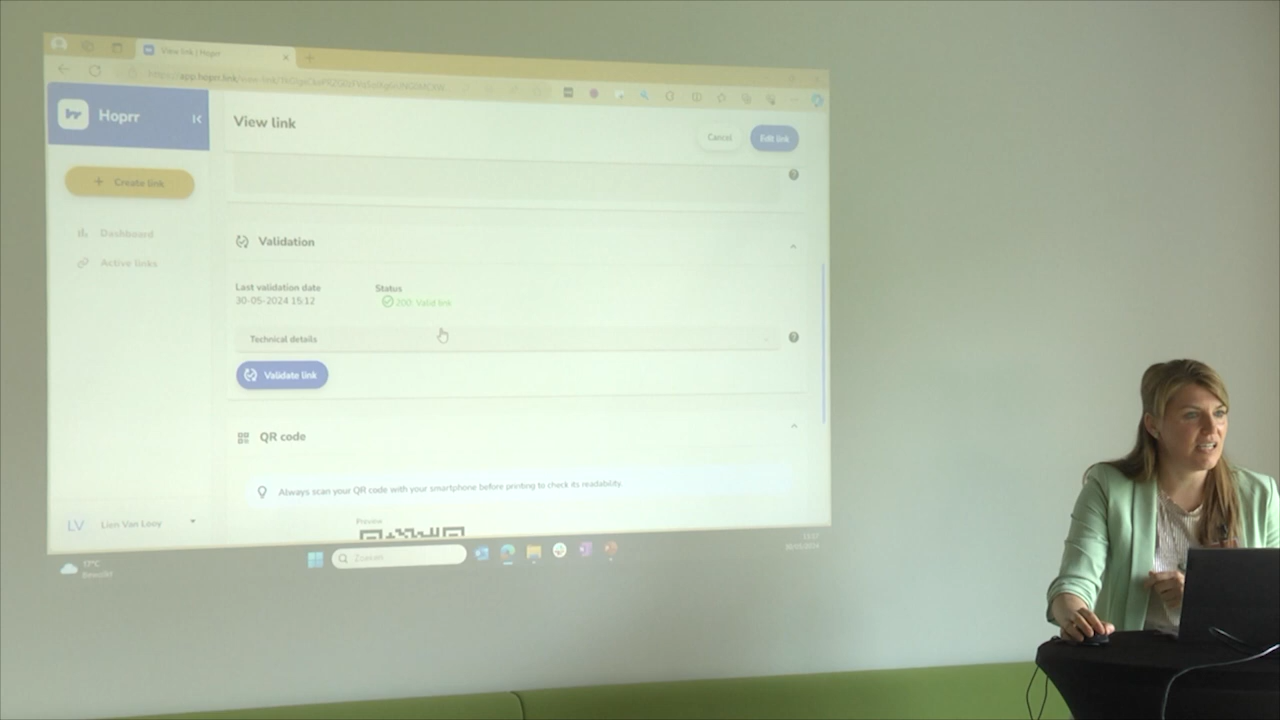 View link | Hoprr
Hoprr
View link
Cancel
Edit link
+ Create link
Dashboard
Active links
Validation
Last validation date
Status
30-05-2024 15:12
200: Valid link
Technical details
Validate link
QR code
Always scan your QR code with your smartphone before printing to check its readability.
Preview
LV
Lien Van Looy
Zoeken
17°C
Bewolkt